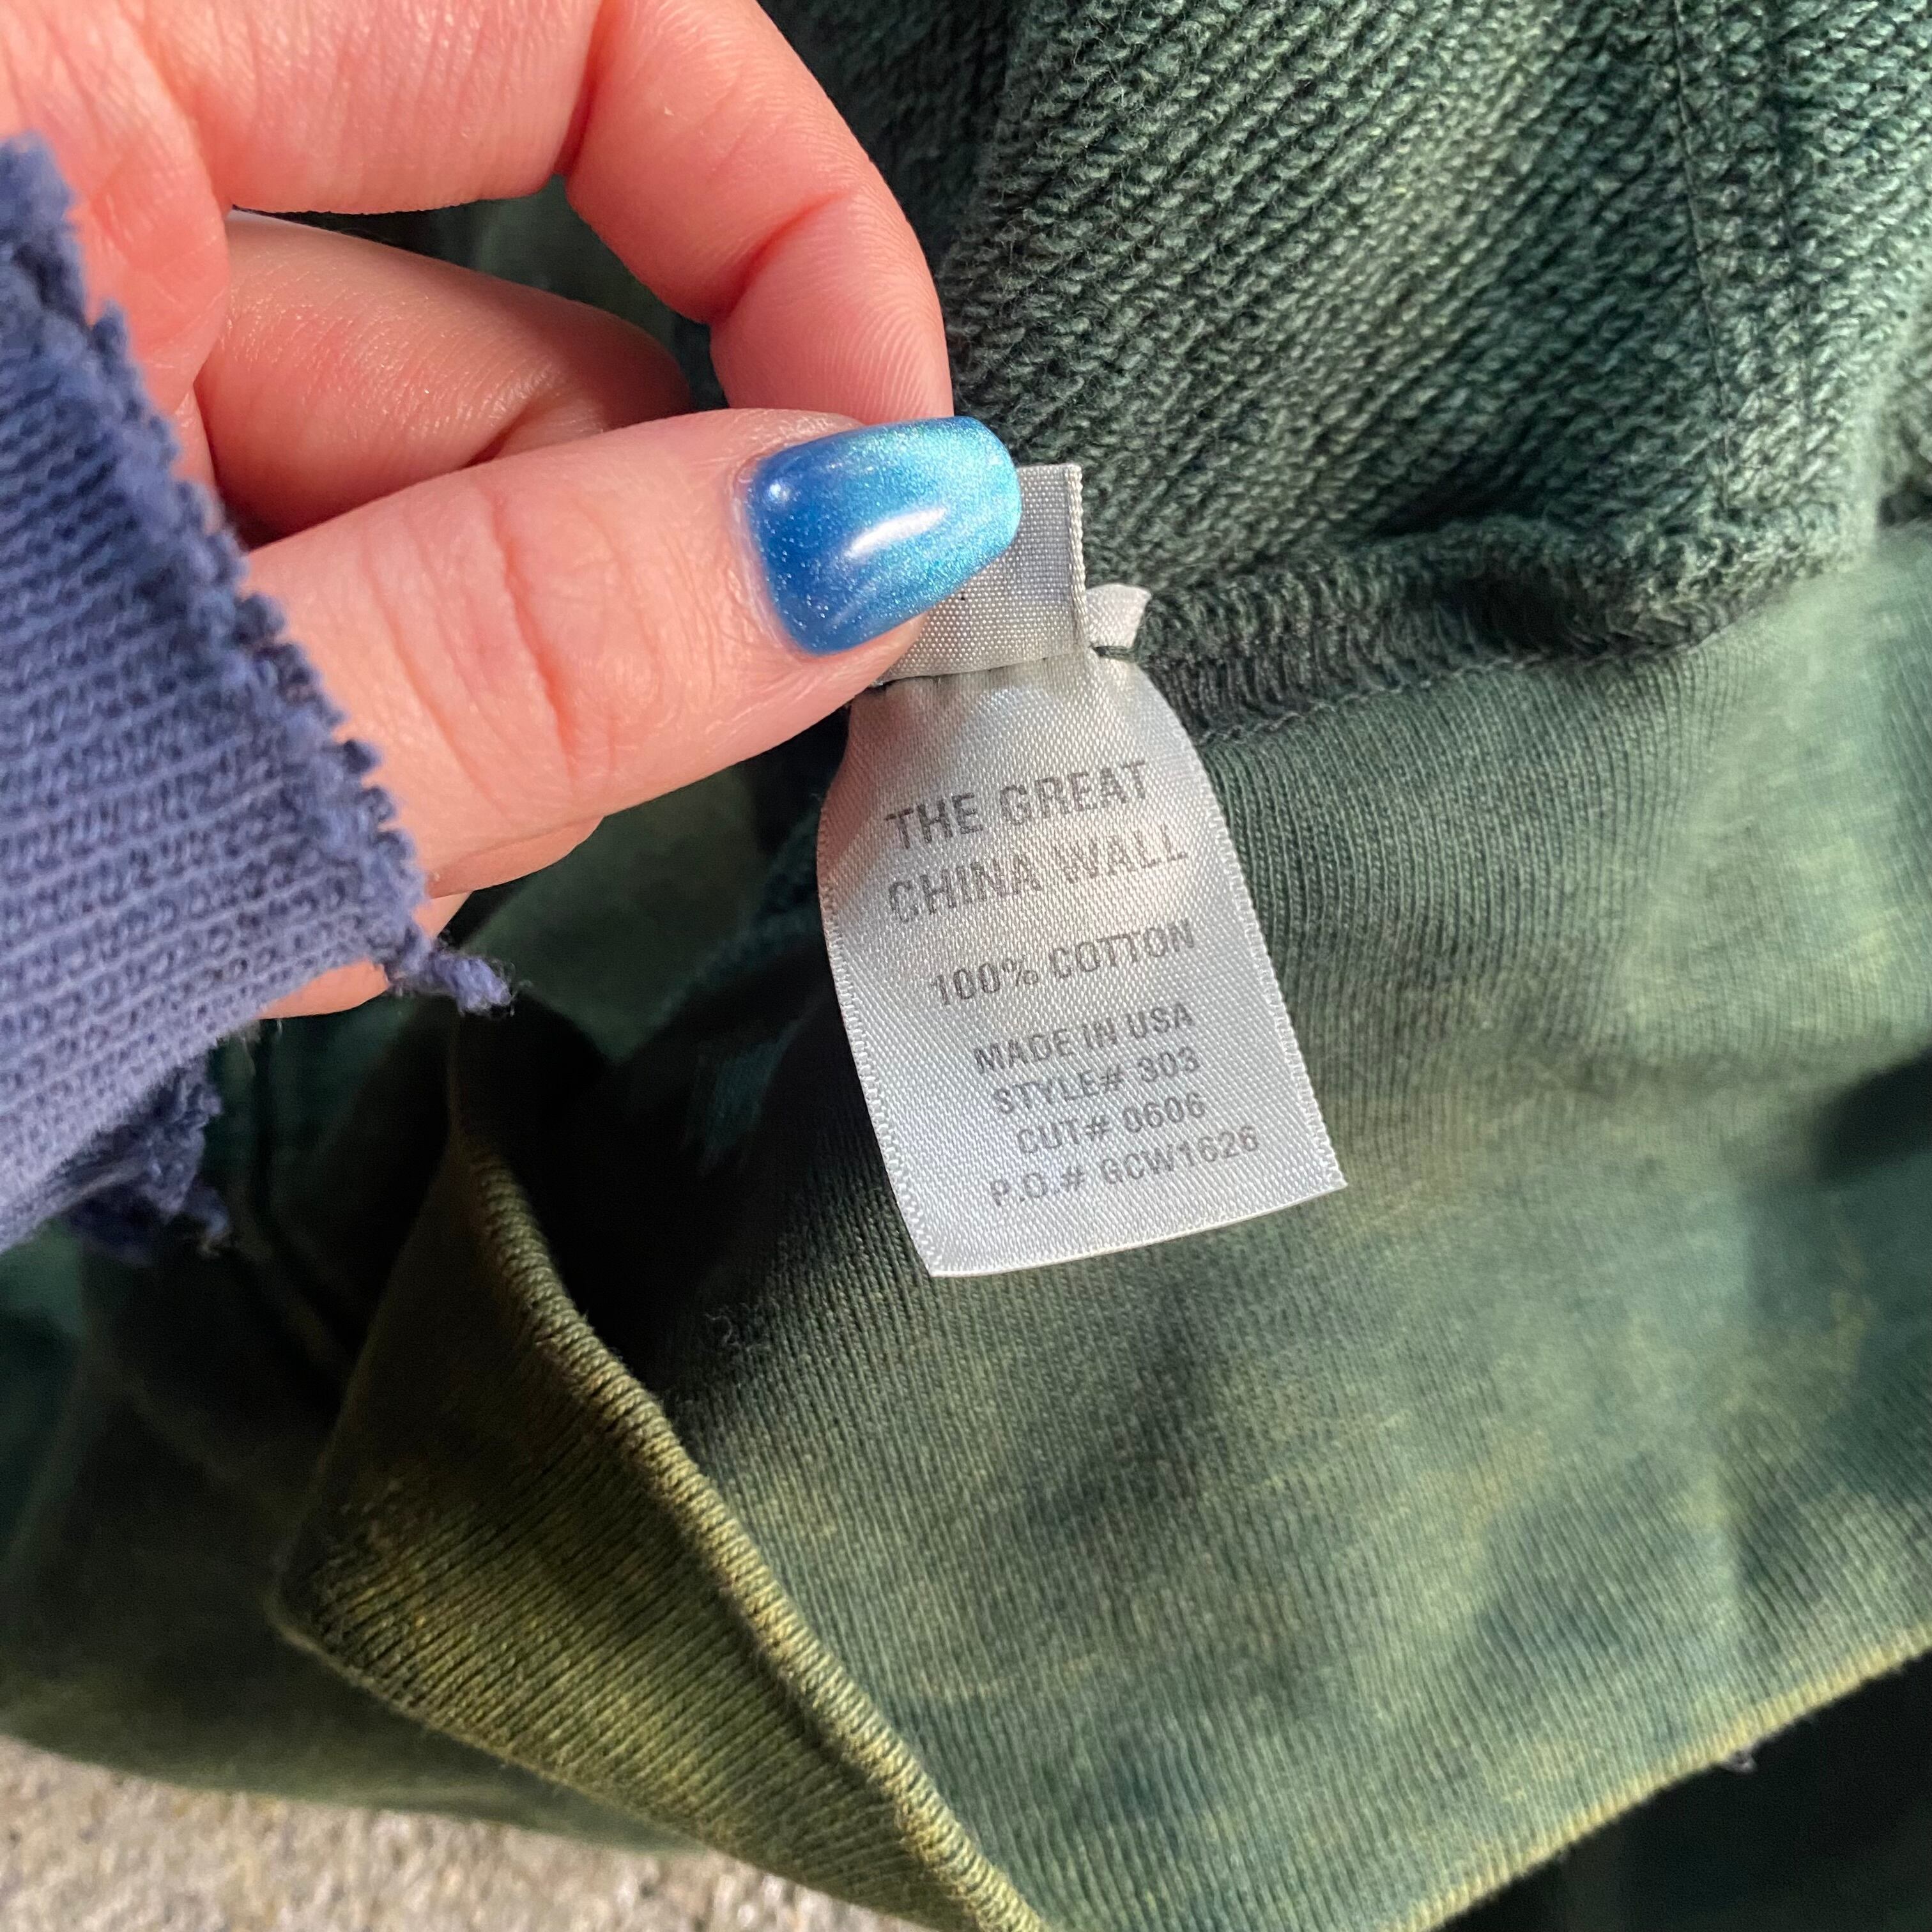 THE GREAT
CHINA WALL
100% COTTON
MADE IN USA
STYLE# 303
CUT# 0606
P.O.# GCW1626